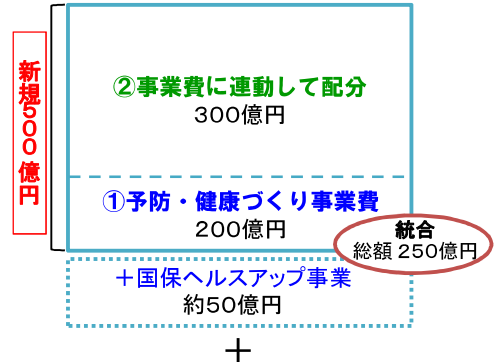 新規500億円
②事業費に連動して配分
300億円
①予防・健康づくり事業費
200億円
統合
総額 250億円
＋国保ヘルスアップ事業
約50億円
＋